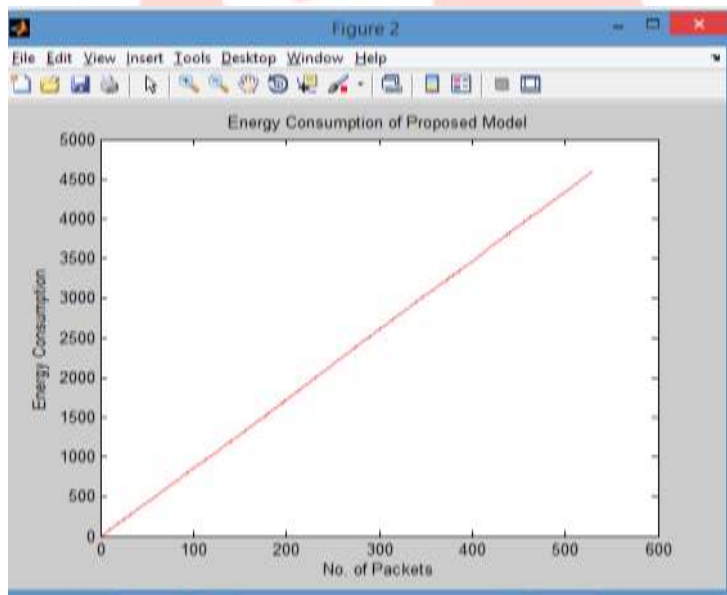 Figure 2
File Edit View Insert Tools Desktop Window Help
Energy Consumption of Proposed Model
5000
4500
4000
3500
3000
2500
2000
1500
1000
500
0
Energy Consumption
0 100 200 300 400 500 600
No. of Packets